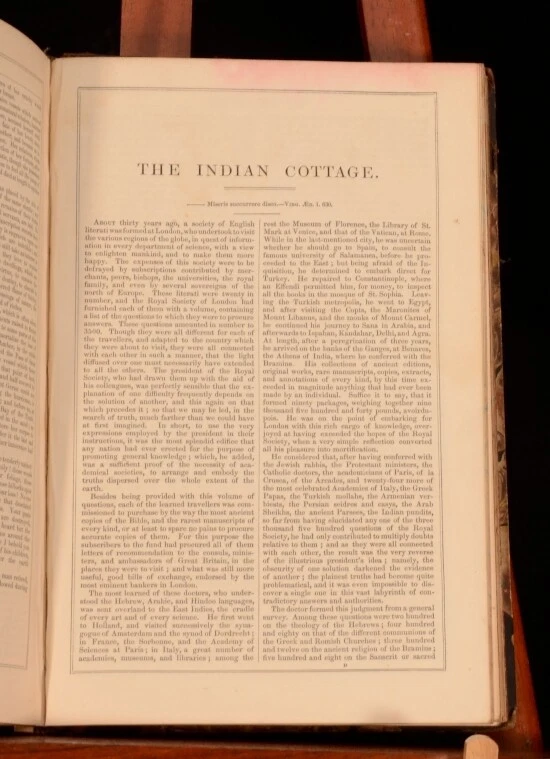 THE INDIAN COTTAGE.
Miseris succurrere disco.—VIRG. Æn. i. 630.
ABOUT thirty years ago, a society of English
literati was formed at London, who undertook to visit
the various regions of the globe, in quest of inform-
ation in every department of science, with a view
to enlighten mankind, and to make them more
happy. The expenses of this society were to be
defrayed by subscriptions contributed by mer-
chants, peers, bishops, the universities, the royal
family, and even by several sovereigns of the
north of Europe. These literati were twenty in
number, and the Royal Society of London had
furnished each of them with a volume, containing
a list of the questions to which they were to procure
answers. These questions amounted in number to
3500. Though they were all different for each of
the travellers, and adapted to the country which
they were about to visit, they were all connected
with each other in such a manner, that the light
diffused over one must necessarily have extended
to all the others. The president of the Royal
Society, who had drawn them up with the aid of
his colleagues, was perfectly sensible that the ex-
planation of one difficulty frequently depends on
the solution of another, and this again on that
which precedes it; so that we may be led, in the
search of truth, much farther than we could have
at first imagined. In short, to use the very
expressions employed by the president in their
instructions, it was the most splendid edifice that
any nation had ever erected for the purpose of
promoting general knowledge; which, he added,
was a sufficient proof of the necessity of aca-
demical societies, to arrange and embody the
truths dispersed over the whole extent of the
earth.
Besides being provided with this volume of
questions, each of the learned travellers was com-
missioned to purchase by the way the most ancient
copies of the Bible, and the rarest manuscripts of
every kind, or at least to spare no pains to procure
accurate copies of them. For this purpose the
subscribers to the fund had procured all of them
letters of recommendation to the consuls, minis-
ters, and ambassadors of Great Britain, in the
places they were to visit; and what was still more
useful, good bills of exchange, endorsed by the
most eminent bankers in London.
The most learned of these doctors, who under-
stood the Hebrew, Arabic, and Hindoo languages,
was sent overland to the East Indies, the cradle
of every art and of every science. He first went
to Holland, and visited successively the syna-
gogue of Amsterdam and the synod of Dordrecht;
in France, the Sorbonne, and the Academy of
Sciences at Paris; in Italy, a great number of
academies, museums, and libraries; among the
rest the Museum of Florence, the Library of St.
Mark at Venice, and that of the Vatican, at Rome.
While in the last-mentioned city, he was uncertain
whether he should go to Spain, to consult the
famous university of Salamanca, before he pro-
ceeded to the East; but being afraid of the In-
quisition, he determined to embark direct for
Turkey. He repaired to Constantinople, where
an Effendi permitted him, for money, to inspect
all the books in the mosque of St. Sophia. Leav-
ing the Turkish metropolis, he went to Egypt,
and after visiting the Copts, the Maronites of
Mount Libanus, and the monks of Mount Carmel,
he continued his journey to Sana in Arabia, and
afterwards to Ispahan, Kandahar, Delhi, and Agra.
At length, after a peregrination of three years,
he arrived on the banks of the Ganges, at Benares,
the Athens of India, where he conferred with the
Bramins. His collections of ancient editions,
original works, rare manuscripts, copies, extracts,
and annotations of every kind, by this time ex-
ceeded in magnitude anything that had ever been
made by an individual. Suffice it to say, that it
formed ninety packages, weighing together nine
thousand five hundred and forty pounds, avoirdu-
pois. He was on the point of embarking for
London with this rich cargo of knowledge, over-
joyed at having exceeded the hopes of the Royal
Society, when a very simple reflection converted
all his pleasure into mortification.
He considered that, after having conferred with
the Jewish rabbis, the Protestant ministers, the
Catholic doctors, the academicians of Paris, of la
Crusca, of the Arcades, and twenty-four more of
the most celebrated Academies of Italy, the Greek
Papas, the Turkish mollahs, the Armenian ver-
biests, the Persian seidres and casys, the Arab
Sheikhs, the ancient Parsees, the Indian pundits,
so far from having elucidated any one of the three
thousand five hundred questions of the Royal
Society, he had only contributed to multiply doubts
relative to them; and as they were all connected
with each other, the result was the very reverse
of the illustrious president's idea; namely, the
obscurity of one solution darkened the evidence
of another; the plainest truths had become quite
problematical, and it was even impossible to dis-
cover a single one in this vast labyrinth of con-
tradictory answers and authorities.
The doctor formed this judgment from a general
survey. Among these questions were two hundred
on the theology of the Hebrews; four hundred
and eighty on that of the different communions of
the Greek and Romish Churches; three hundred
and twelve on the ancient religion of the Bramins;
five hundred and eight on the Sanscrit or sacred
D